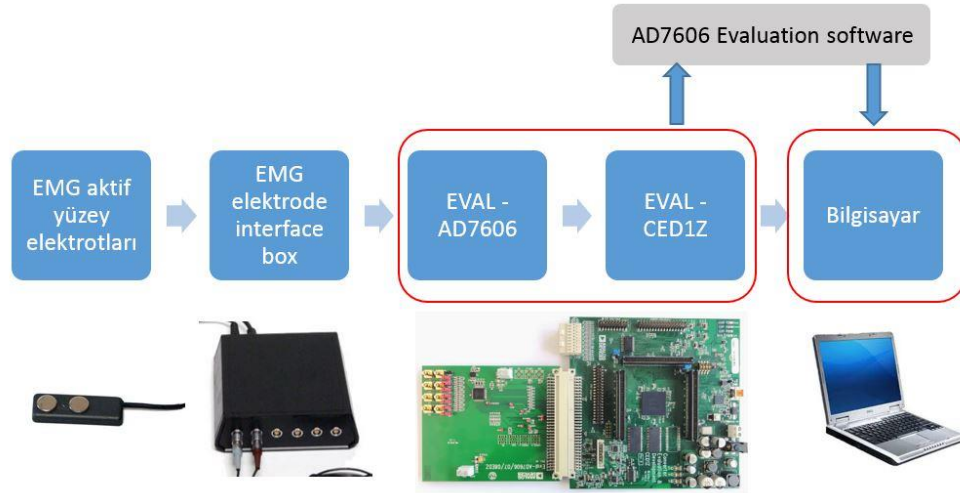 AD7606 Evaluation software
EMG aktif
yüzey
elektrotları
EMG
elektrode
interface
box
EVAL -
AD7606
EVAL -
CED1Z
Bilgisayar